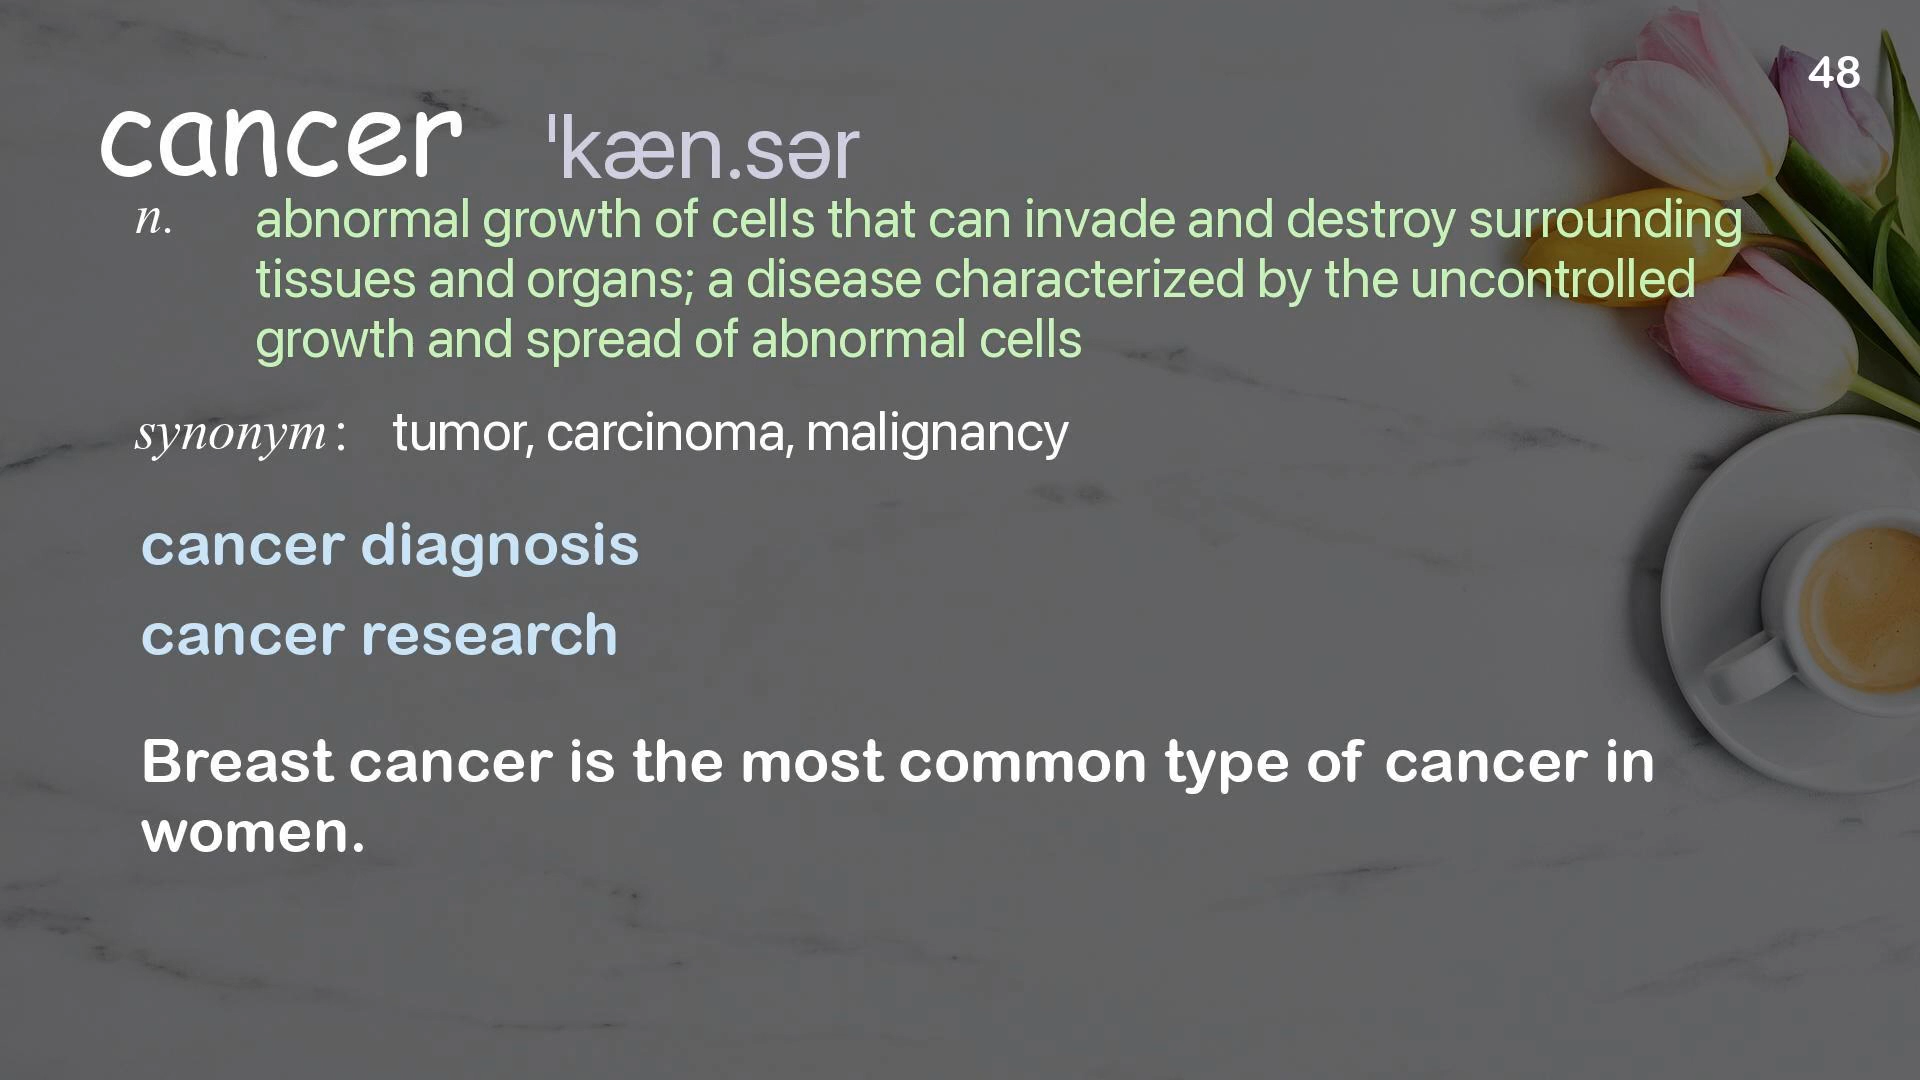 48
cancer ˈkæn.sər
n. abnormal growth of cells that can invade and destroy surrounding
tissues and organs; a disease characterized by the uncontrolled
growth and spread of abnormal cells
synonym: tumor, carcinoma, malignancy
cancer diagnosis
cancer research
Breast cancer is the most common type of cancer in
women.